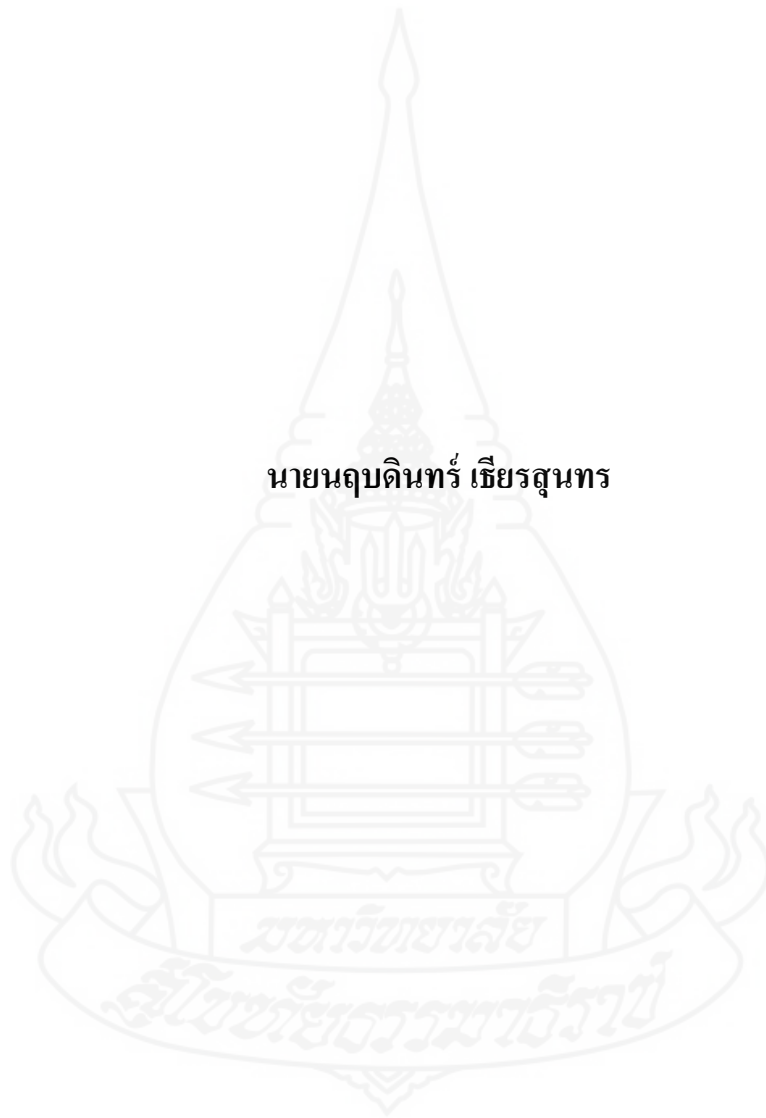 นายนฤบดินทร์ เธียรสุนทร
มหาวิทยาลัย
สุโขทัยธรรมาธิราช